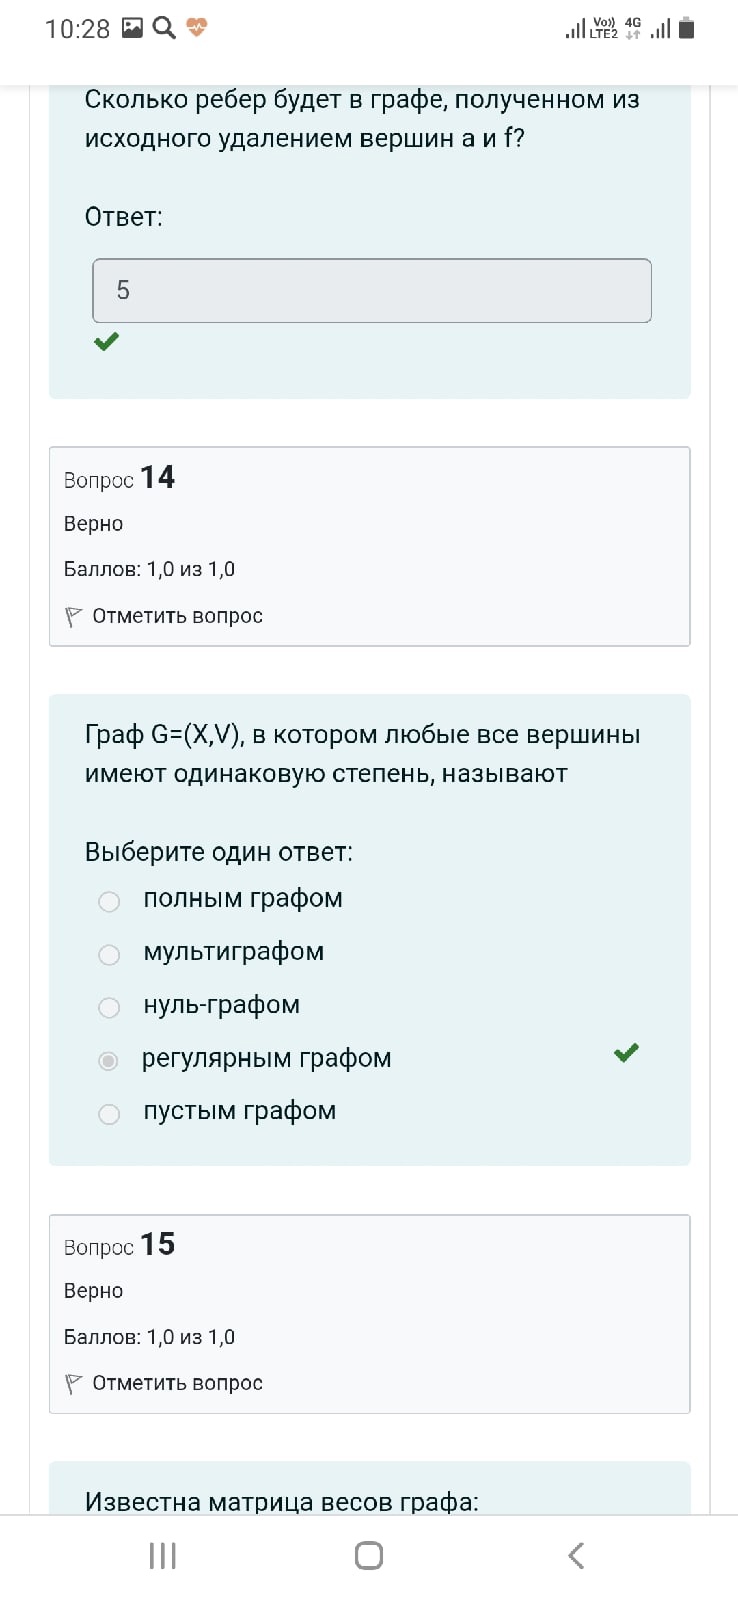 10:28
Vo)) 4G
LTE2
Сколько ребер будет в графе, полученном из
исходного удалением вершин a и f?
Ответ:
5
Вопрос 14
Верно
Баллов: 1,0 из 1,0
Отметить вопрос
Граф G=(X,V), в котором любые все вершины
имеют одинаковую степень, называют
Выберите один ответ:
полным графом
мультиграфом
нуль-графом
регулярным графом
пустым графом
Вопрос 15
Верно
Баллов: 1,0 из 1,0
Отметить вопрос
Известна матрица весов графа: